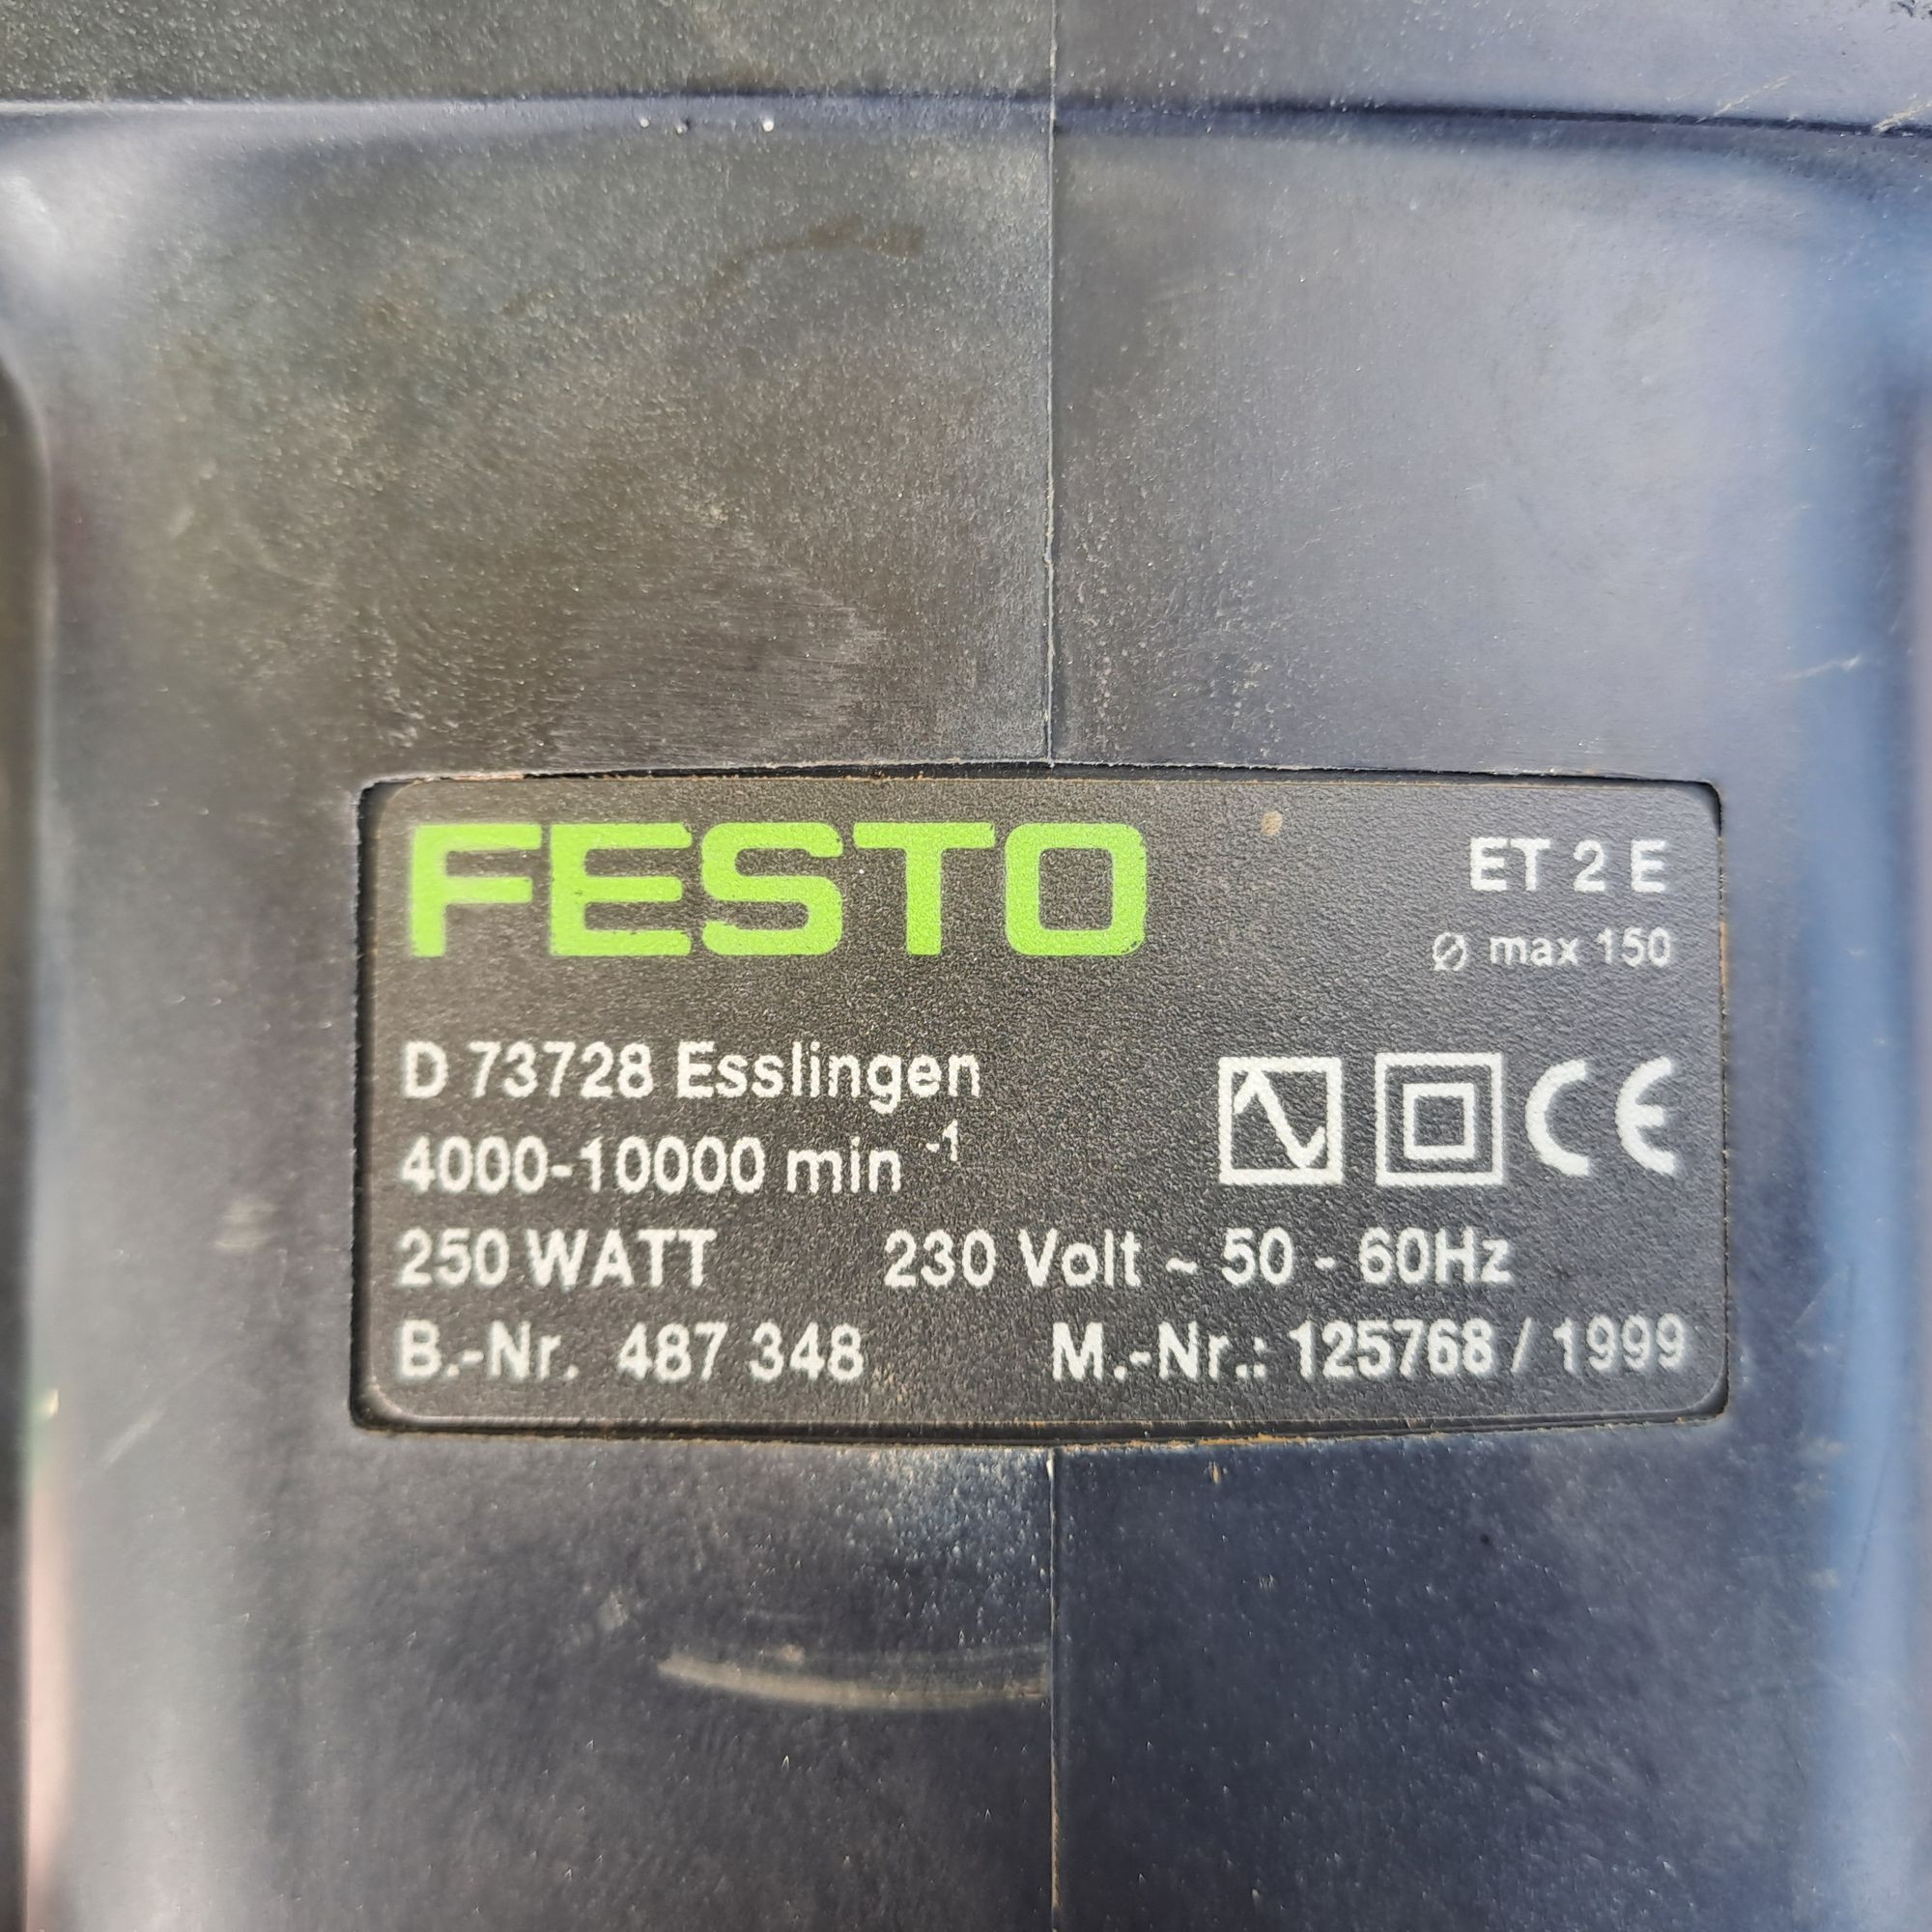 FESTO
ET 2 E
Ø max 150
D 73728 Esslingen
CE
4000-10000 min⁻¹
250 WATT 230 Volt ~ 50 - 60Hz
B.-Nr. 487 348 M.-Nr.: 125768 / 1999